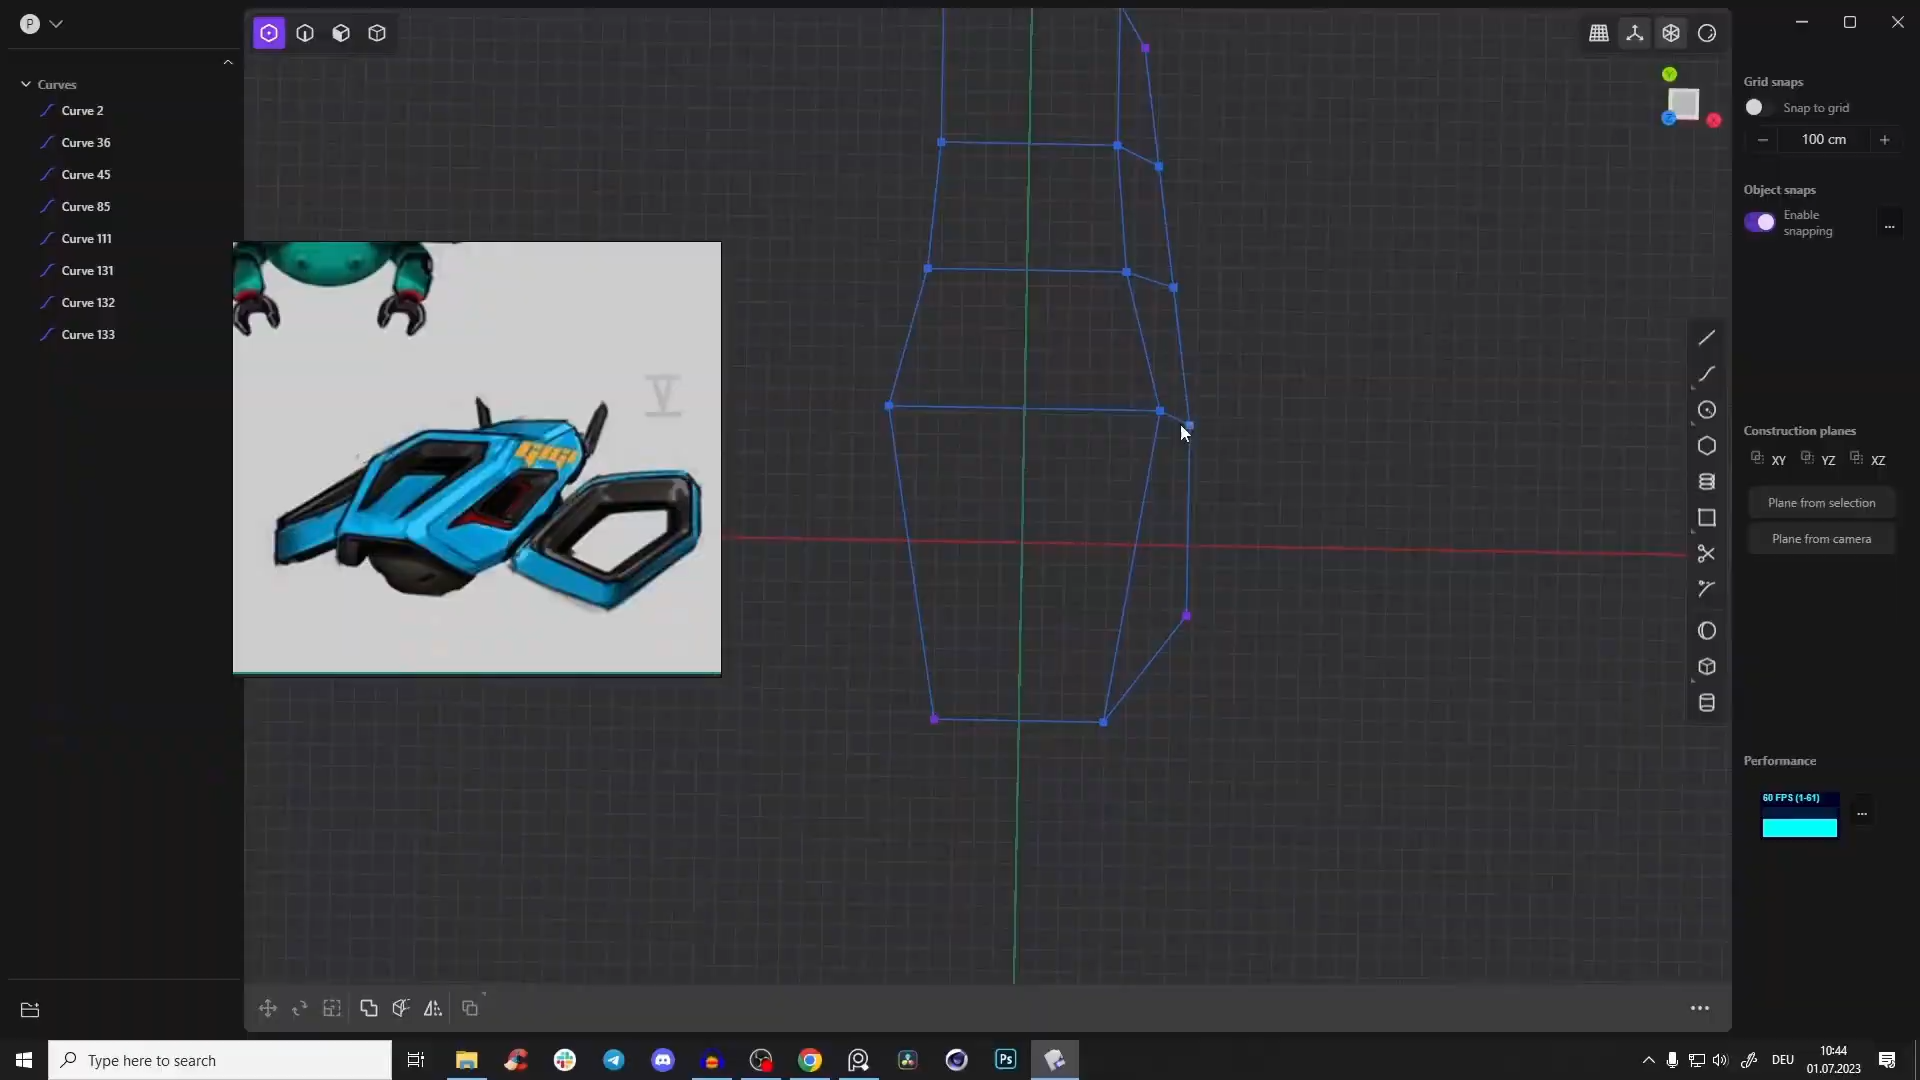 P
Curves
Curve 2
Curve 36
Curve 45
Curve 85
Curve 111
Curve 131
Curve 132
Curve 133
V
Y
Z
X
Grid snaps
Snap to grid
100 cm
Object snaps
Enable
snapping
...
Construction planes
XY YZ XZ
Plane from selection
Plane from camera
Performance
60 FPS (1-61)
...
Type here to search
Ps
DEU
10:44
01.07.2023